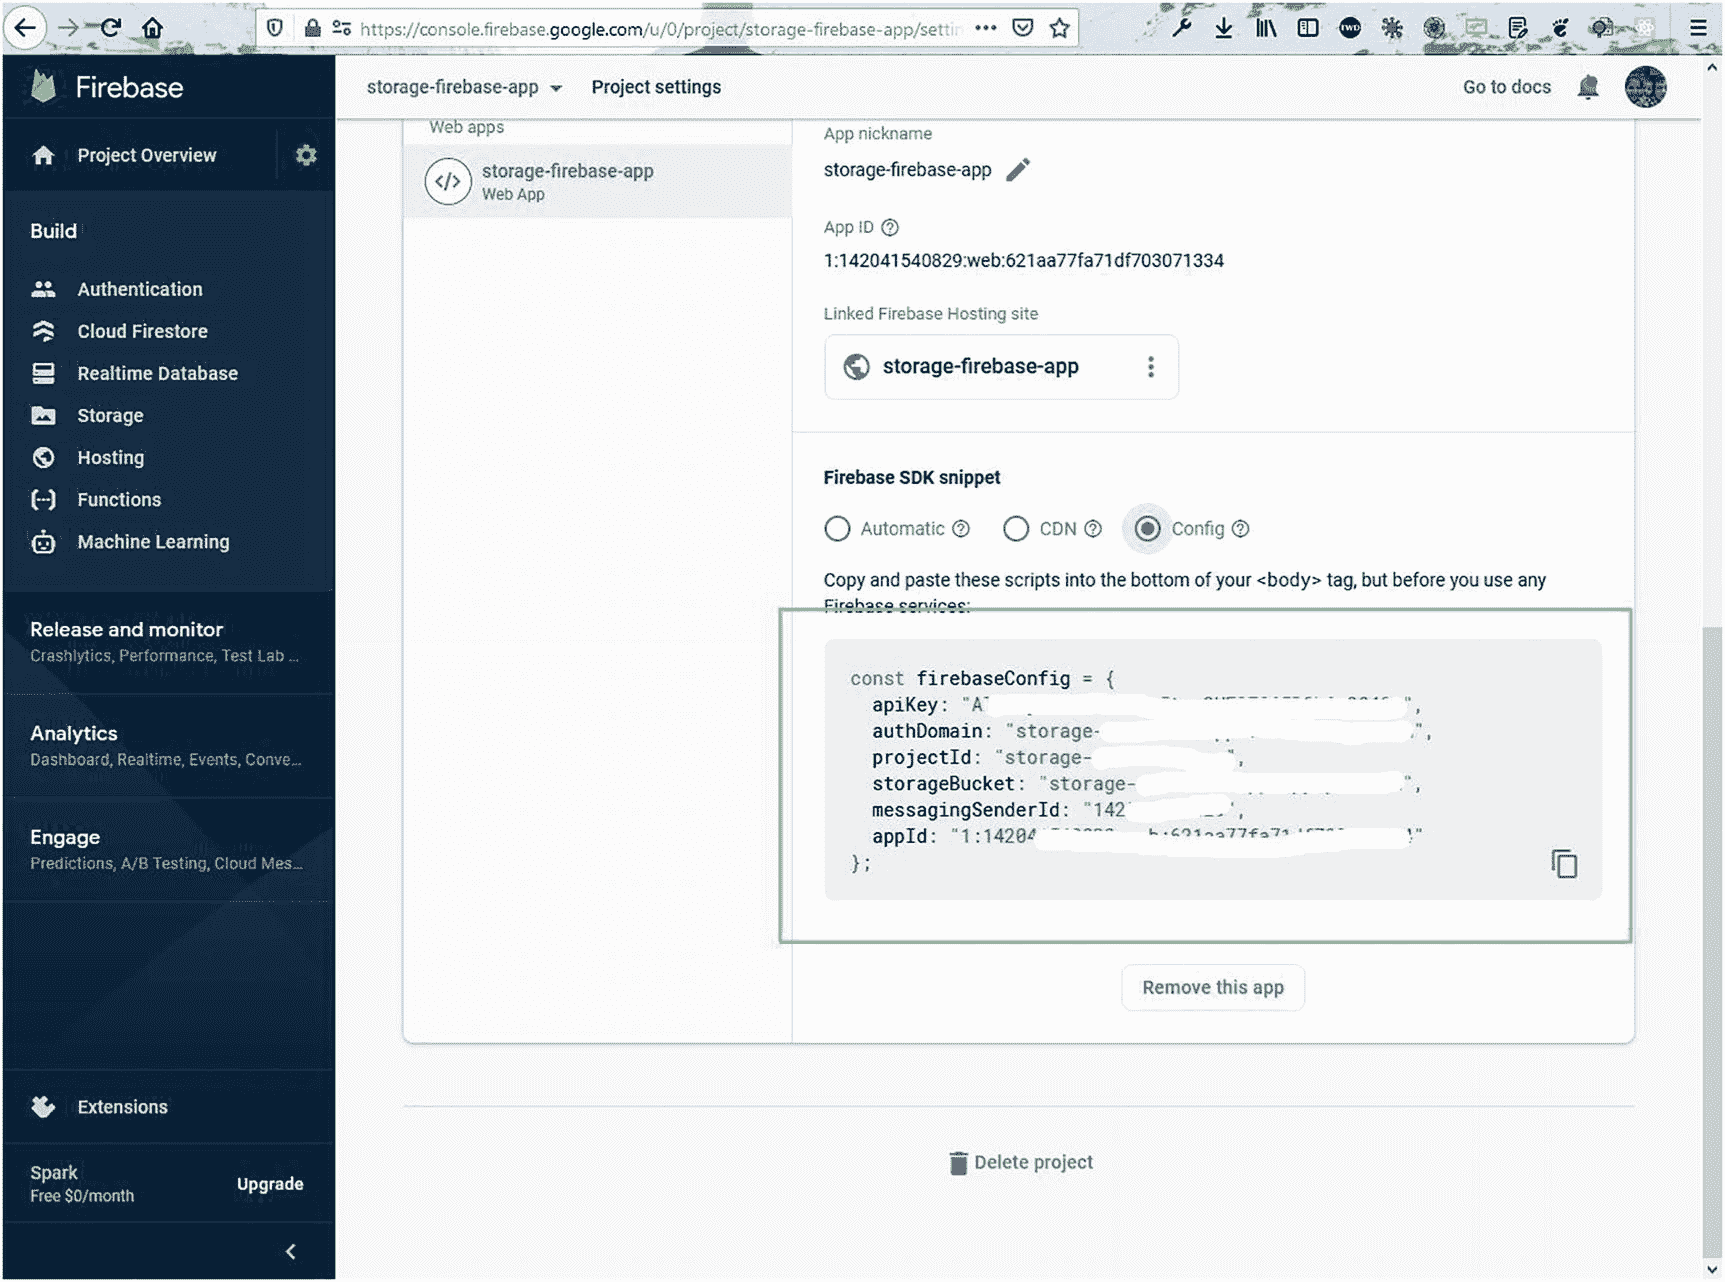 https://console.firebase.google.com/u/0/project/storage-firebase-app/settin
Firebase
storage-firebase-app
Project settings
Go to docs
Project Overview
Build
Authentication
Cloud Firestore
Realtime Database
Storage
Hosting
Functions
Machine Learning
Release and monitor
Crashlytics, Performance, Test Lab ...
Analytics
Dashboard, Realtime, Events, Conve...
Engage
Predictions, A/B Testing, Cloud Mes...
Extensions
Spark
Free $0/month
Upgrade
Web apps
</> storage-firebase-app
Web App
App nickname
storage-firebase-app
App ID
1:142041540829:web:621aa77fa71df703071334
Linked Firebase Hosting site
storage-firebase-app
Firebase SDK snippet
Automatic
CDN
Config
Copy and paste these scripts into the bottom of your <body> tag, but before you use any
Firebase services:
const firebaseConfig = {
apiKey: "A ",
authDomain: "storage- ",
projectId: "storage- ",
storageBucket: "storage- ",
messagingSenderId: "142 ",
appId: "1:14204 "
};
Remove this app
Delete project